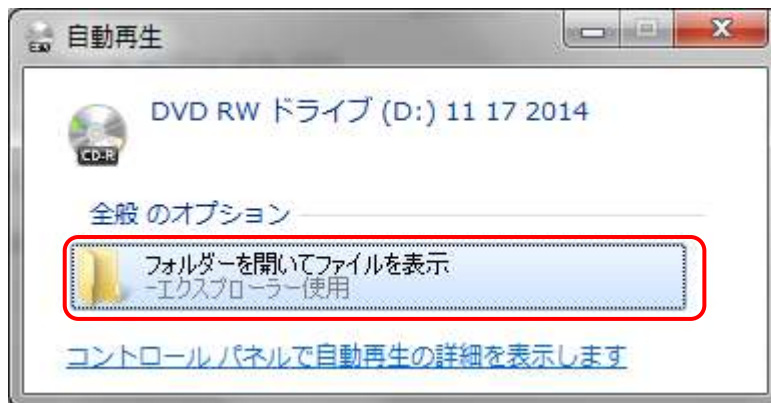 自動再生
DVD RW ドライブ (D:) 11 17 2014
CD-R
全般 のオプション
フォルダーを開いてファイルを表示
-エクスプローラー使用
コントロール パネルで自動再生の詳細を表示します